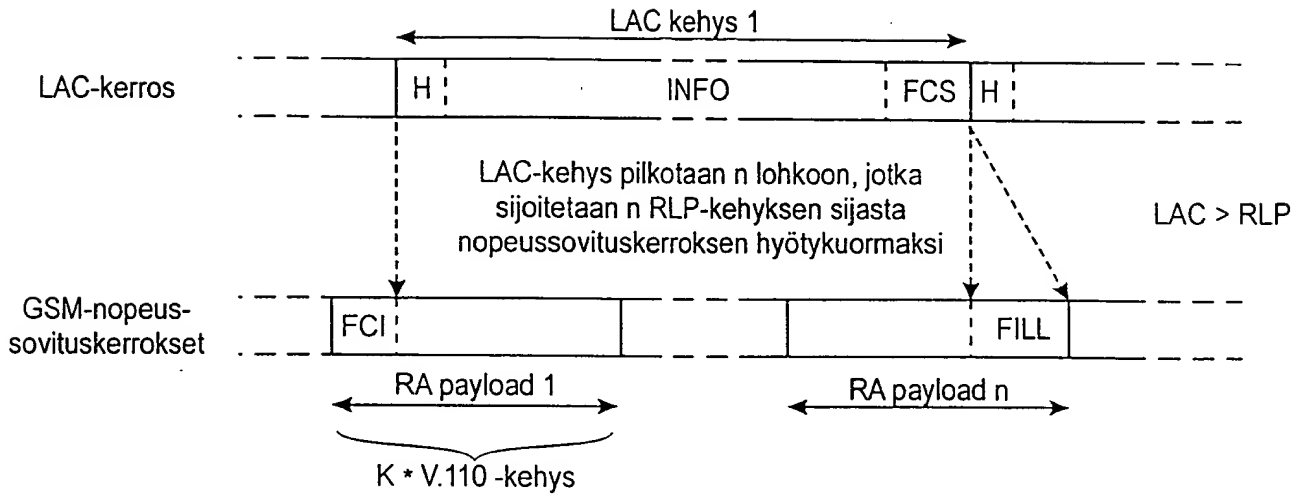 LAC kehys 1
LAC-kerros
H
INFO
FCS
H
LAC-kehys pilkotaan n lohkoon, jotka
sijoitetaan n RLP-kehyksen sijasta
nopeussovituskerroksen hyötykuormaksi
LAC > RLP
GSM-nopeus-
sovituskerrokset
FCI
FILL
RA payload 1
RA payload n
K * V.110 -kehys